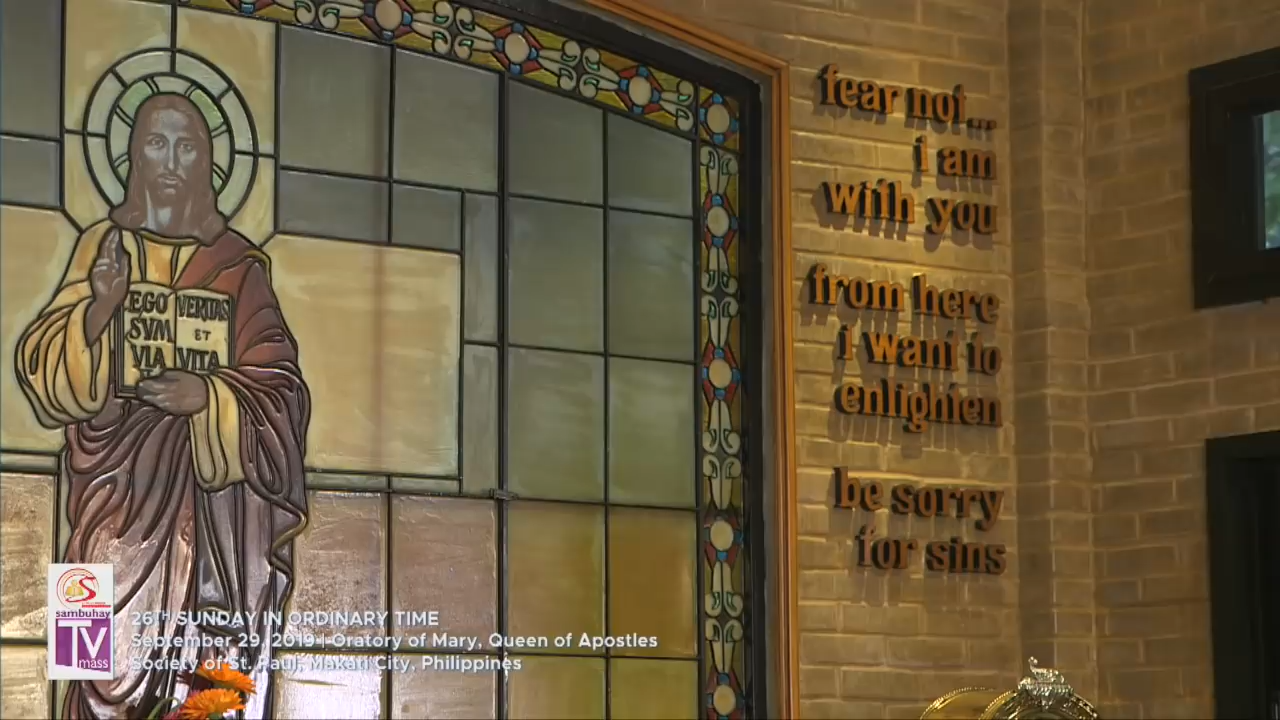 EGO
SVM
VIA
VERITAS
ET
VITA
fear not...
i am
with you
from here
i want to
enlighten
be sorry
for sins
sambuhay
TV
mass
26TH SUNDAY IN ORDINARY TIME
September 29, 2019 | Oratory of Mary, Queen of Apostles
Society of St. Paul, Makati City, Philippines